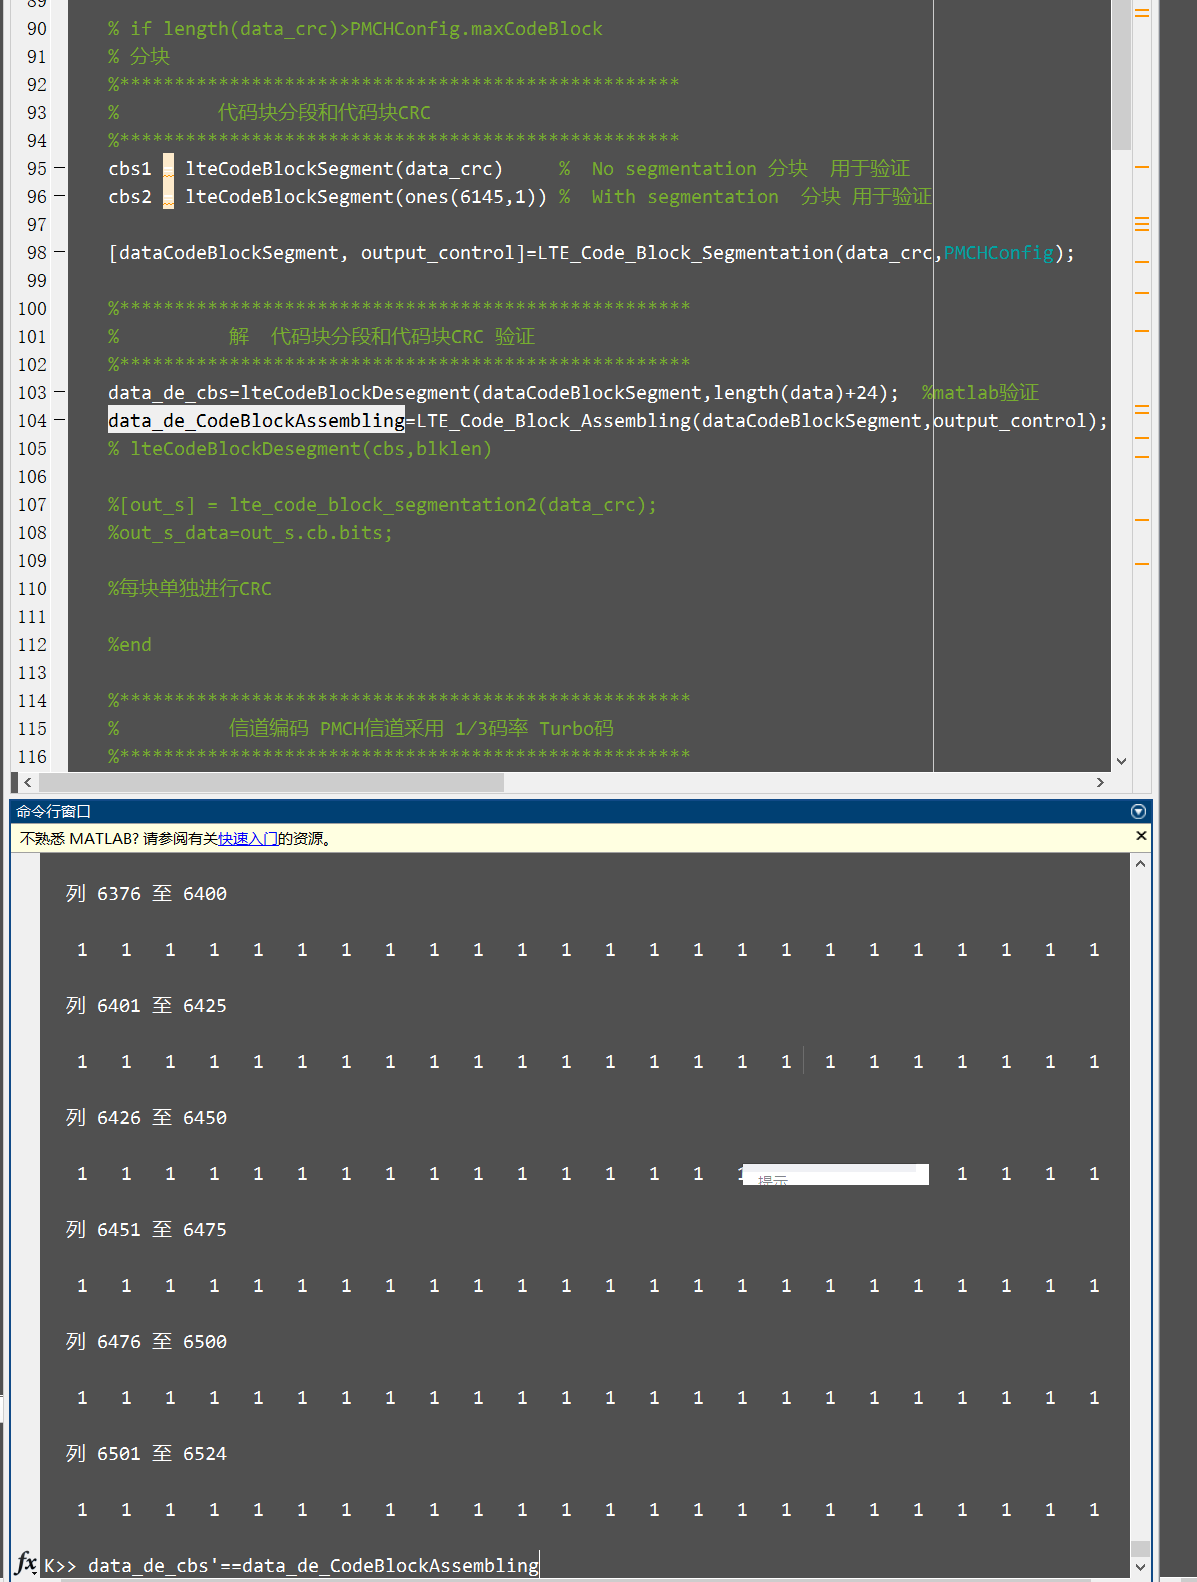 89
90 % if length(data_crc)>PMCHConfig.maxCodeBlock
91 % 分块
92 %***************************************************
93 % 代码块分段和代码块CRC
94 %***************************************************
95 — cbs1 = lteCodeBlockSegment(data_crc) % No segmentation 分块 用于验证
96 — cbs2 = lteCodeBlockSegment(ones(6145,1)) % With segmentation 分块 用于验证
97
98 — [dataCodeBlockSegment, output_control]=LTE_Code_Block_Segmentation(data_crc,PMCHConfig);
99
100 %****************************************************
101 % 解 代码块分段和代码块CRC 验证
102 %****************************************************
103 — data_de_cbs=lteCodeBlockDesegment(dataCodeBlockSegment,length(data)+24); %matlab验证
104 — data_de_CodeBlockAssembling=LTE_Code_Block_Assembling(dataCodeBlockSegment,output_control);
105 % lteCodeBlockDesegment(cbs,blklen)
106
107 %[out_s] = lte_code_block_segmentation2(data_crc);
108 %out_s_data=out_s.cb.bits;
109
110 %每块单独进行CRC
111
112 %end
113
114 %****************************************************
115 % 信道编码 PMCH信道采用 1/3码率 Turbo码
116 %****************************************************
命令行窗口
不熟悉 MATLAB? 请参阅有关快速入门的资源。
列 6376 至 6400
1 1 1 1 1 1 1 1 1 1 1 1 1 1 1 1 1 1 1 1 1 1 1 1
列 6401 至 6425
1 1 1 1 1 1 1 1 1 1 1 1 1 1 1 1 1 1 1 1 1 1 1 1
列 6426 至 6450
1 1 1 1 1 1 1 1 1 1 1 1 1 1 1 1 提示 1 1 1 1
列 6451 至 6475
1 1 1 1 1 1 1 1 1 1 1 1 1 1 1 1 1 1 1 1 1 1 1 1
列 6476 至 6500
1 1 1 1 1 1 1 1 1 1 1 1 1 1 1 1 1 1 1 1 1 1 1 1
列 6501 至 6524
1 1 1 1 1 1 1 1 1 1 1 1 1 1 1 1 1 1 1 1 1 1 1 1
fx K>> data_de_cbs'==data_de_CodeBlockAssembling